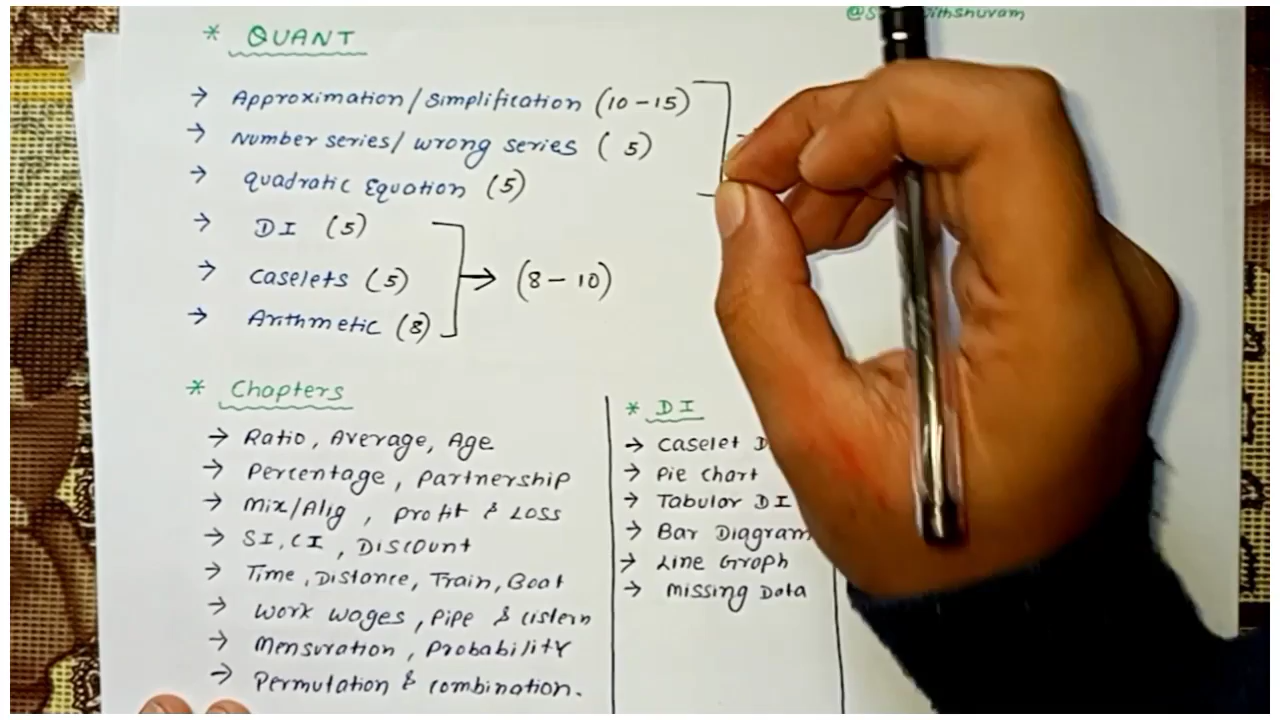 * QUANT
→ Approximation/Simplification (10-15)
→ Number series/ wrong series (5)
→ quadratic Equation (5)
→ DI (5)
→ caselets (5) → (8-10)
→ Arithmetic (8)
* Chapters
→ Ratio, Average, Age
→ Percentage, partnership
→ Mix/Alig, profit & Loss
→ SI, CI, Discount
→ Time, Distance, Train, Boat
→ work wages, pipe & cistern
→ Mensuration, Probability
→ Permutation & combination.
* DI
→ Caselet D
→ Pie Chart
→ Tabular DI
→ Bar Diagram
→ Line Graph
→ Missing Data